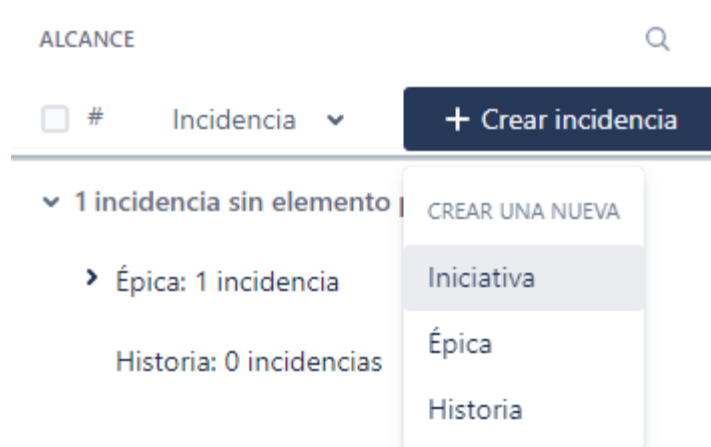 ALCANCE
# Incidencia + Crear incidencia
1 incidencia sin elemento
CREAR UNA NUEVA
Épica: 1 incidencia
Iniciativa
Épica
Historia: 0 incidencias
Historia